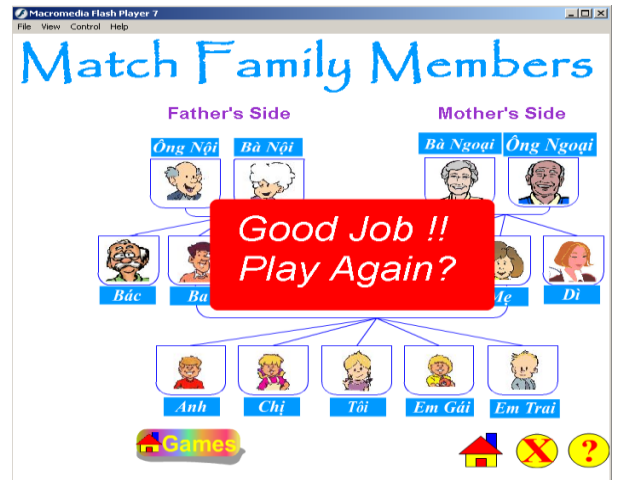 Macromedia Flash Player 7
File View Control Help
Match Family Members
Father's Side
Mother's Side
Ông Nội
Bà Nội
Bà Ngoại
Ông Ngoại
Good Job !!
Play Again?
Bác
Ba
Mẹ
Dì
Anh
Chị
Tôi
Em Gái
Em Trai
Games
X
?